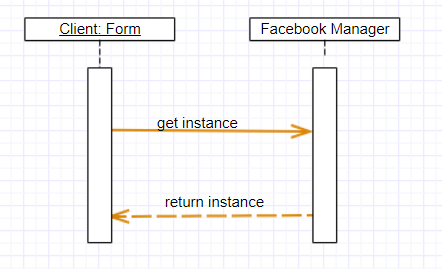 Client: Form
Facebook Manager
get instance
return instance